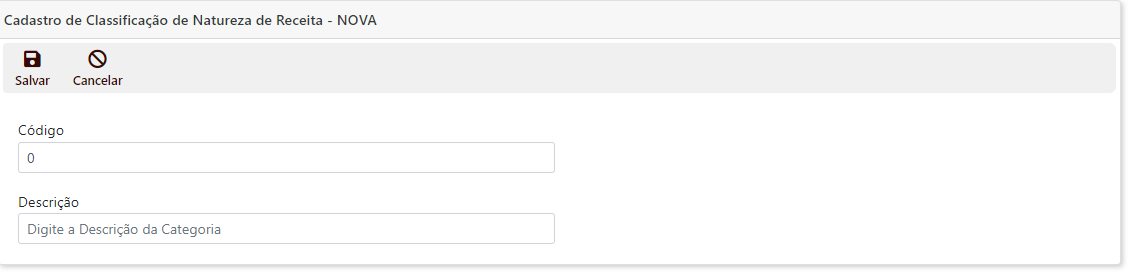 Cadastro de Classificação de Natureza de Receita - NOVA
Salvar Cancelar
Código
0
Descrição
Digite a Descrição da Categoria